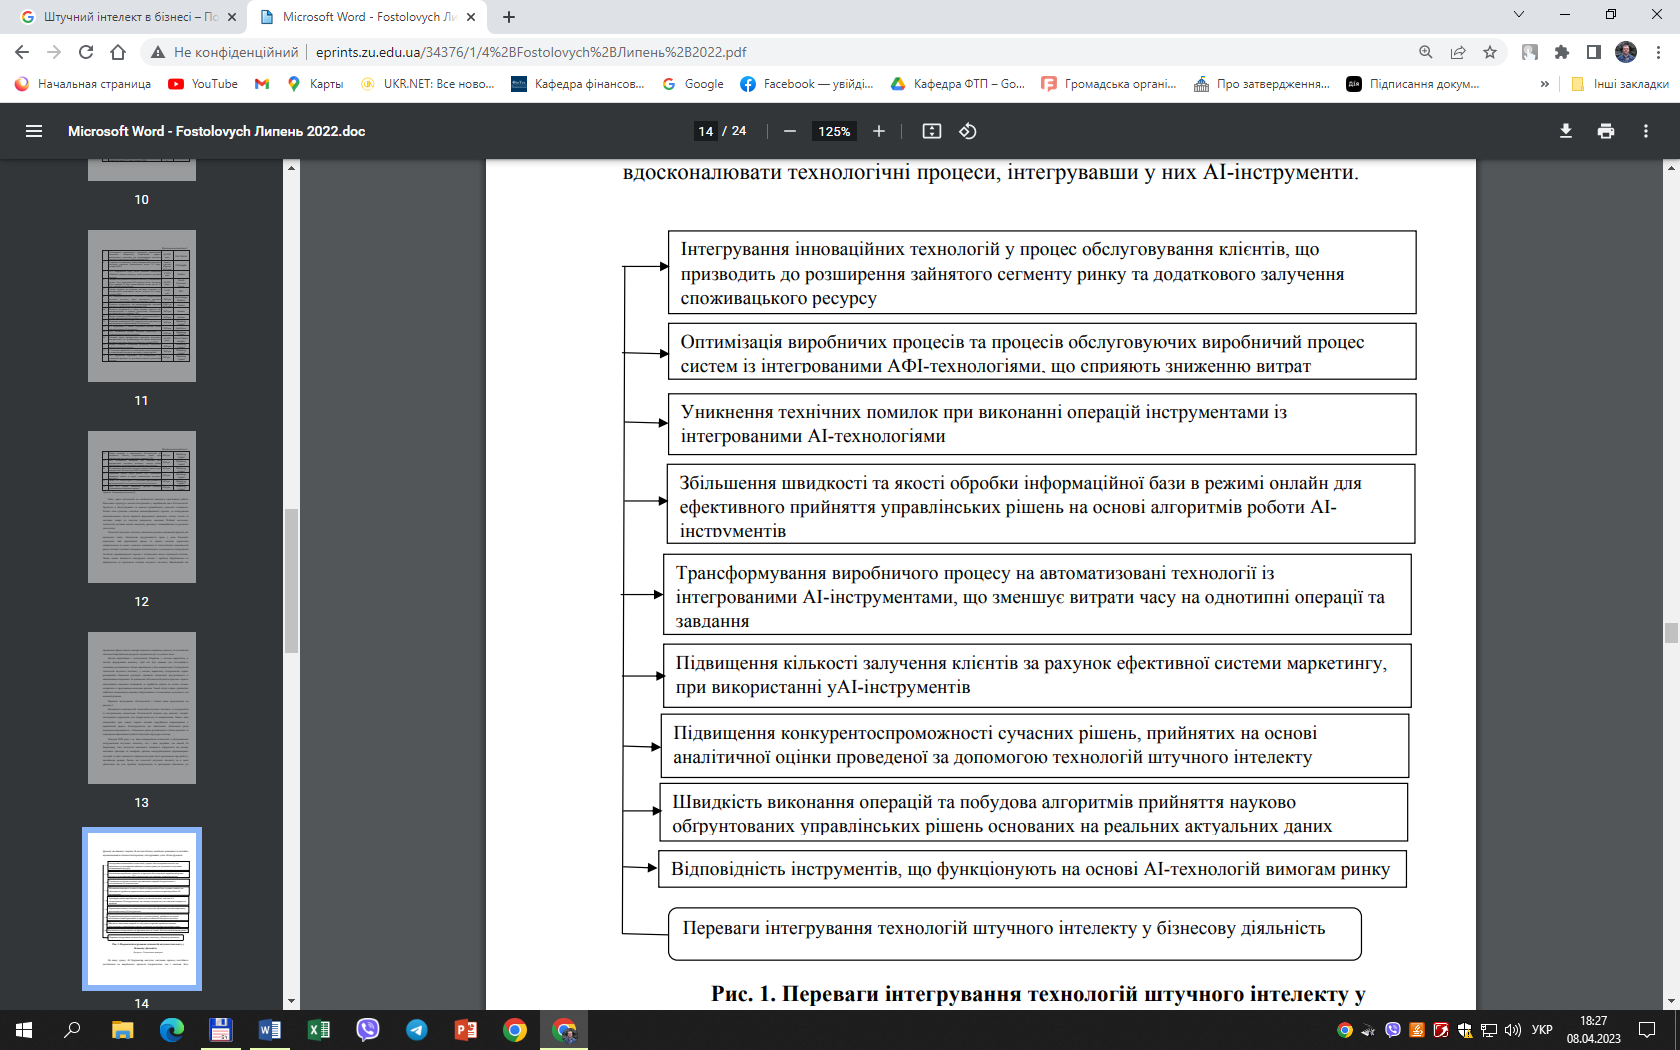 Штучний інтелект в бізнесі – По
Microsoft Word - Fostolovych Ли
Не конфіденційний
eprints.zu.edu.ua/34376/1/4%2BFostolovych%2BЛипень%2B2022.pdf
Начальная страница
YouTube
Карты
UKR.NET: Все ново...
Кафедра фінансов...
Google
Facebook — увійді...
Кафедра ФТП – Go...
Громадська органі...
Про затвердження...
Підписання докум...
»
Інші закладки
Microsoft Word - Fostolovych Липень 2022.doc
14 / 24
125%
10
11
12
13
14
вдосконалювати технологічні процеси, інтегрувавши у них AI-інструменти.
Інтегрування інноваційних технологій у процес обслуговування клієнтів, що
призводить до розширення зайнятого сегменту ринку та додаткового залучення
споживацького ресурсу
Оптимізація виробничих процесів та процесів обслуговуючих виробничий процес
систем із інтегрованими АФІ-технологіями, що сприяють зниженню витрат
Уникнення технічних помилок при виконанні операцій інструментами із
інтегрованими AI-технологіями
Збільшення швидкості та якості обробки інформаційної бази в режимі онлайн для
ефективного прийняття управлінських рішень на основі алгоритмів роботи AI-
інструментів
Трансформування виробничого процесу на автоматизовані технології із
інтегрованими AI-інструментами, що зменшує витрати часу на однотипні операції та
завдання
Підвищення кількості залучення клієнтів за рахунок ефективної системи маркетингу,
при використанні уAI-інструментів
Підвищення конкурентоспроможності сучасних рішень, прийнятих на основі
аналітичної оцінки проведеної за допомогою технологій штучного інтелекту
Швидкість виконання операцій та побудова алгоритмів прийняття науково
обґрунтованих управлінських рішень основаних на реальних актуальних даних
Відповідність інструментів, що функціонують на основі AI-технологій вимогам ринку
Переваги інтегрування технологій штучного інтелекту у бізнесову діяльність
Рис. 1. Переваги інтегрування технологій штучного інтелекту у
УКР
18:27
08.04.2023